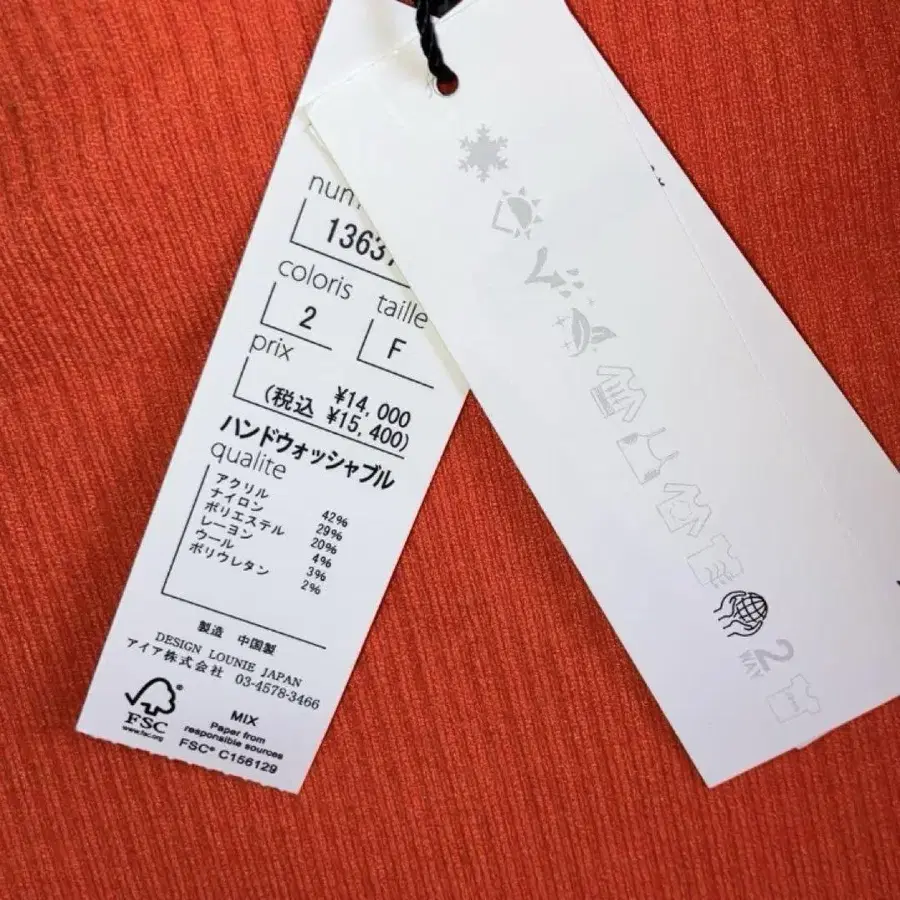 13637
coloris
taille
2
F
prix
¥14,000
(税込 ¥15,400)
ハンドウォッシャブル
qualite
アクリル 42%
ナイロン 29%
ポリエステル 20%
レーヨン 4%
ウール 3%
ポリウレタン 2%
製造 中国製
DESIGN LOUNIE JAPAN
アイア株式会社 03-4578-3466
FSC®
www.fsc.org
MIX
Paper from
responsible sources
FSC® C156129
2
WAY